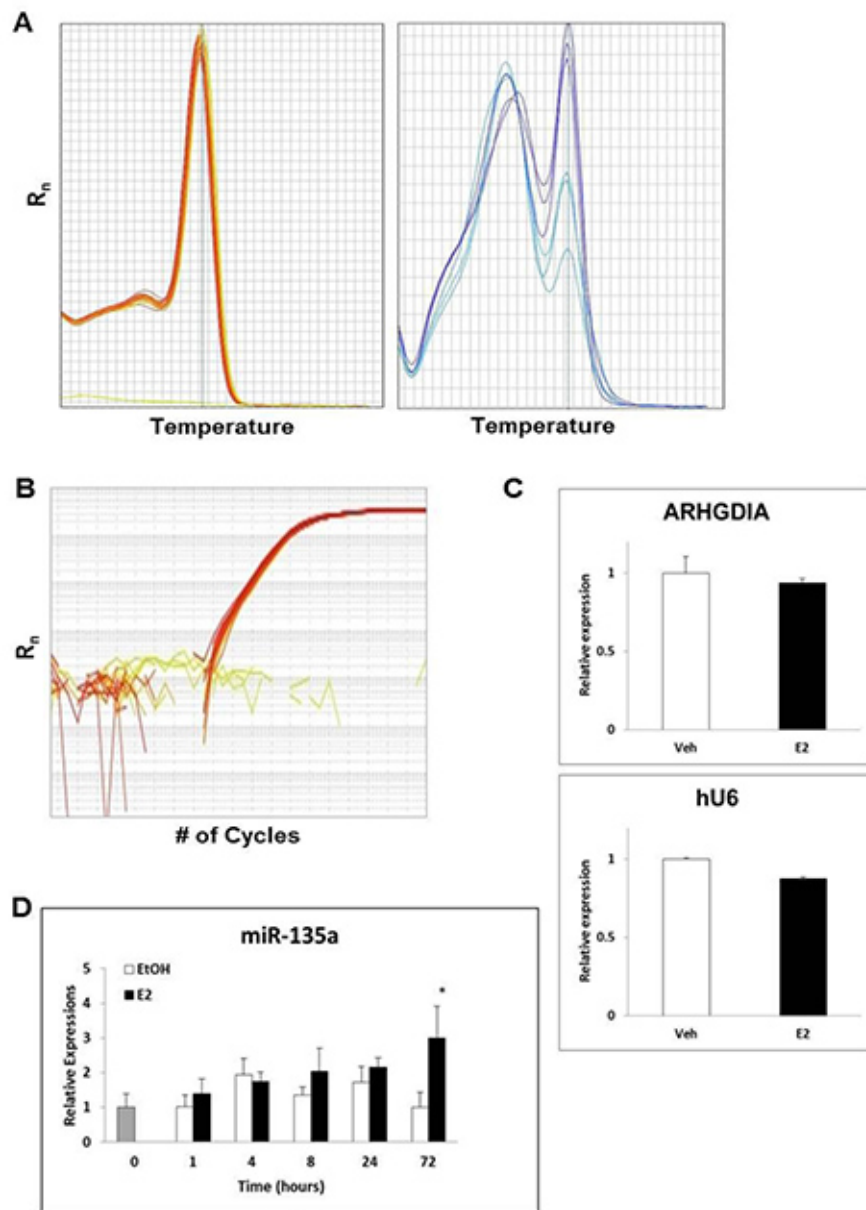 A
Rn
Temperature
Temperature
B
Rn
# of Cycles
C
ARHGDIA
Relative expression
1
0.5
0
Veh E2
hU6
Relative expression
1
0.5
0
Veh E2
D
miR-135a
EtOH
E2
*
Relative Expressions
5
4
3
2
1
0
0 1 4 8 24 72
Time (hours)